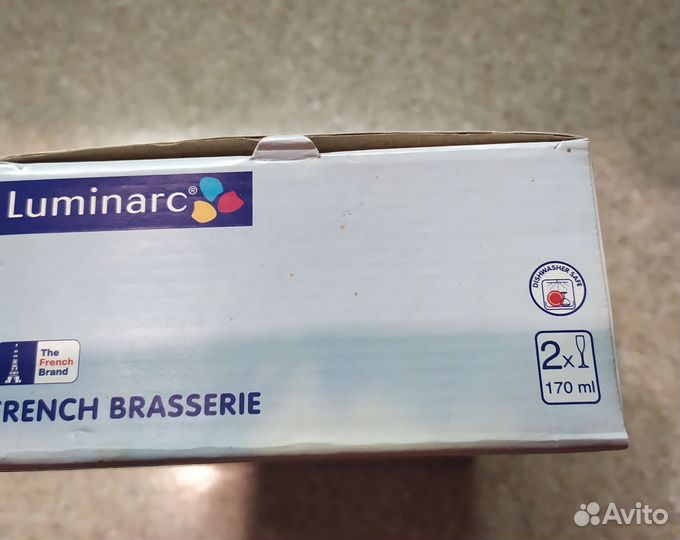 Luminarc®
DISHWASHER SAFE
The
French
Brand
2x
170 ml
FRENCH BRASSERIE
Avito